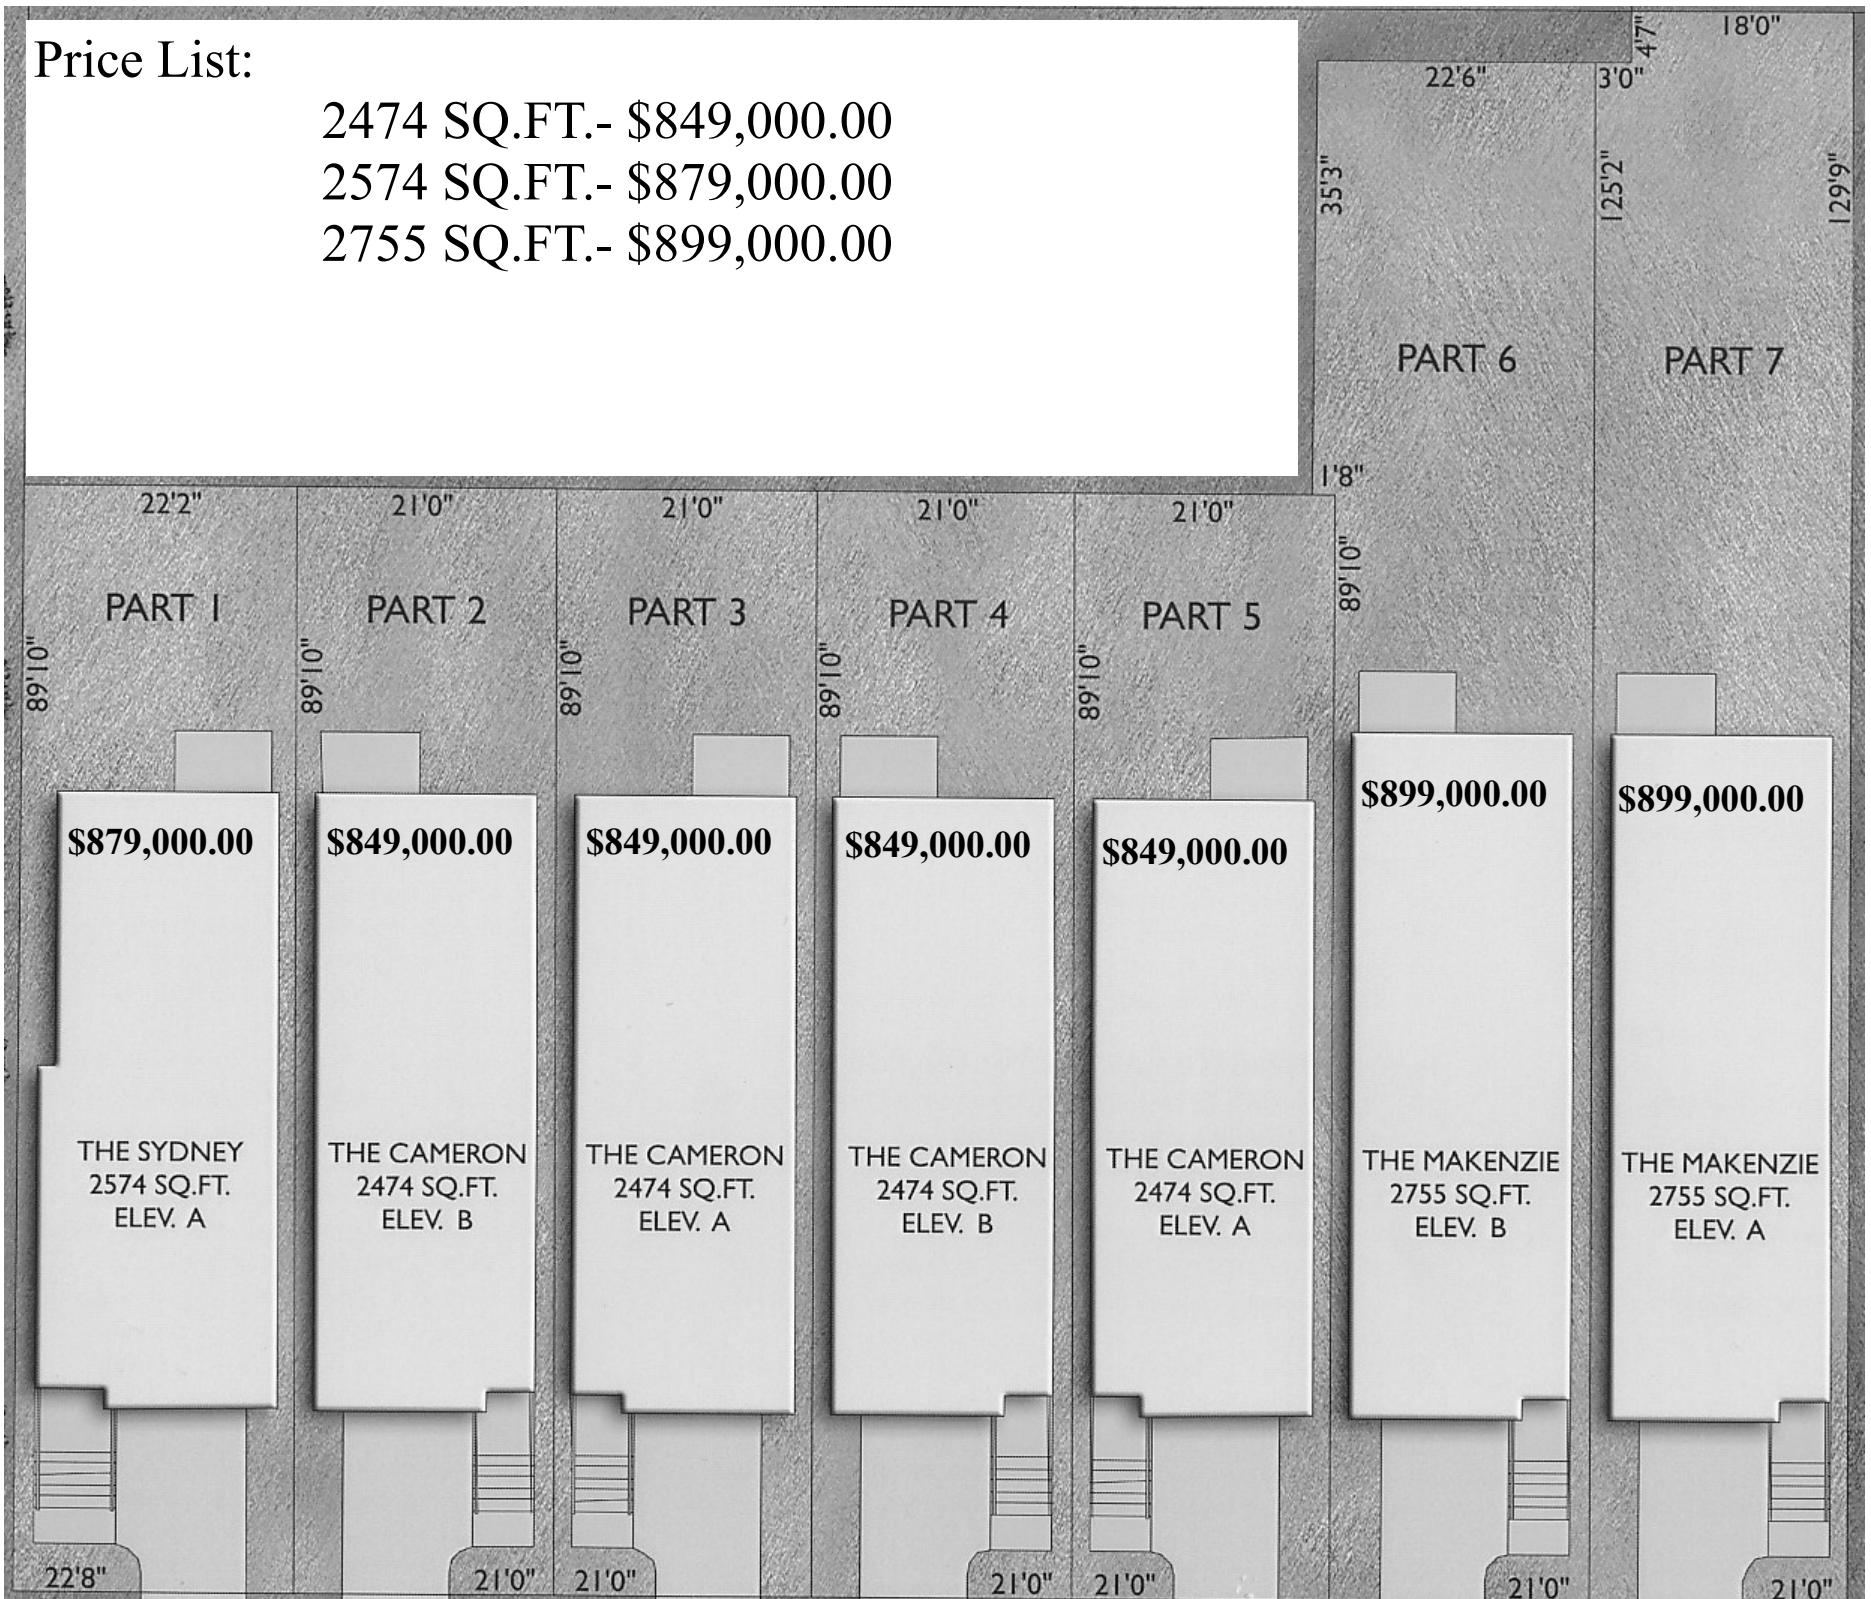 Price List:
2474 SQ.FT.- $849,000.00
2574 SQ.FT.- $879,000.00
2755 SQ.FT.- $899,000.00
18'0"
4'7"
22'6"
3'0"
35'3"
125'2"
129'9"
PART 6
PART 7
1'8"
22'2"
21'0"
21'0"
21'0"
21'0"
89'10"
PART 1
PART 2
PART 3
PART 4
PART 5
89'10"
89'10"
89'10"
89'10"
89'10"
$879,000.00
$849,000.00
$849,000.00
$849,000.00
$849,000.00
$899,000.00
$899,000.00
THE SYDNEY
2574 SQ.FT.
ELEV. A
THE CAMERON
2474 SQ.FT.
ELEV. B
THE CAMERON
2474 SQ.FT.
ELEV. A
THE CAMERON
2474 SQ.FT.
ELEV. B
THE CAMERON
2474 SQ.FT.
ELEV. A
THE MAKENZIE
2755 SQ.FT.
ELEV. B
THE MAKENZIE
2755 SQ.FT.
ELEV. A
22'8"
21'0"
21'0"
21'0"
21'0"
21'0"
21'0"